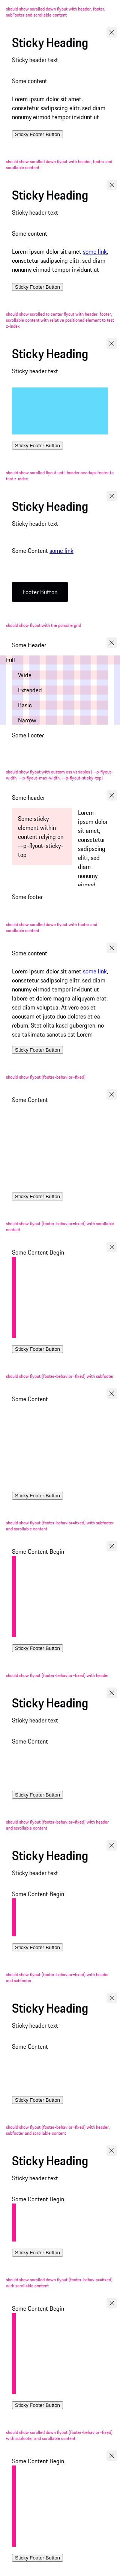 should show scrolled down flyout with header, footer,
subfooter and scrollable content
Sticky Heading
Sticky header text
Some content
Lorem ipsum dolor sit amet,
consetetur sadipscing elitr, sed diam
nonumy eirmod tempor invidunt ut
Sticky Footer Button
should show scrolled down flyout with header, footer and
scrollable content
Sticky Heading
Sticky header text
Some content
Lorem ipsum dolor sit amet some link,
consetetur sadipscing elitr, sed diam
nonumy eirmod tempor invidunt ut
Sticky Footer Button
should show scrolled to center flyout with header, footer,
scrollable content with relative positioned element to test
z-index
Sticky Heading
Sticky header text
Sticky Footer Button
should show scrolled flyout until header overlaps footer to
test z-index
Sticky Heading
Sticky header text
Some Content some link
Footer Button
should show flyout with the porsche grid
Some Header
Full
Wide
Extended
Basic
Narrow
Some Footer
should show flyout with custom css variables (--p-flyout-
width, --p-flyout-max-width, --p-flyout-sticky-top)
Some header
Some sticky
element within
content relying on
--p-flyout-sticky-
top
Lorem
ipsum dolor
sit amet,
consetetur
sadipscing
elitr, sed
diam
nonumy
eirmod
Some footer
should show scrolled down flyout with footer and
scrollable content
Some content
Lorem ipsum dolor sit amet some link,
consetetur sadipscing elitr, sed diam
nonumy eirmod tempor invidunt ut
labore et dolore magna aliquyam erat,
sed diam voluptua. At vero eos et
accusam et justo duo dolores et ea
rebum. Stet clita kasd gubergren, no
sea takimata sanctus est Lorem
Sticky Footer Button
should show flyout (footer-behavior=fixed)
Some Content
Sticky Footer Button
should show flyout (footer-behavior=fixed) with scrollable
content
Some Content Begin
Sticky Footer Button
should show flyout (footer-behavior=fixed) with subfooter
Some Content
Sticky Footer Button
should show flyout (footer-behavior=fixed) with subfooter
and scrollable content
Some Content Begin
Sticky Footer Button
should show flyout (footer-behavior=fixed) with header
Sticky Heading
Sticky header text
Some Content
Sticky Footer Button
should show flyout (footer-behavior=fixed) with header
and scrollable content
Sticky Heading
Sticky header text
Some Content Begin
Sticky Footer Button
should show flyout (footer-behavior=fixed) with header
and subfooter
Sticky Heading
Sticky header text
Some Content
Sticky Footer Button
should show flyout (footer-behavior=fixed) with header,
subfooter and scrollable content
Sticky Heading
Sticky header text
Some Content Begin
Sticky Footer Button
should show scrolled down flyout (footer-behavior=fixed)
with scrollable content
Some Content Begin
Sticky Footer Button
should show scrolled down flyout (footer-behavior=fixed)
with subfooter and scrollable content
Some Content Begin
Sticky Footer Button